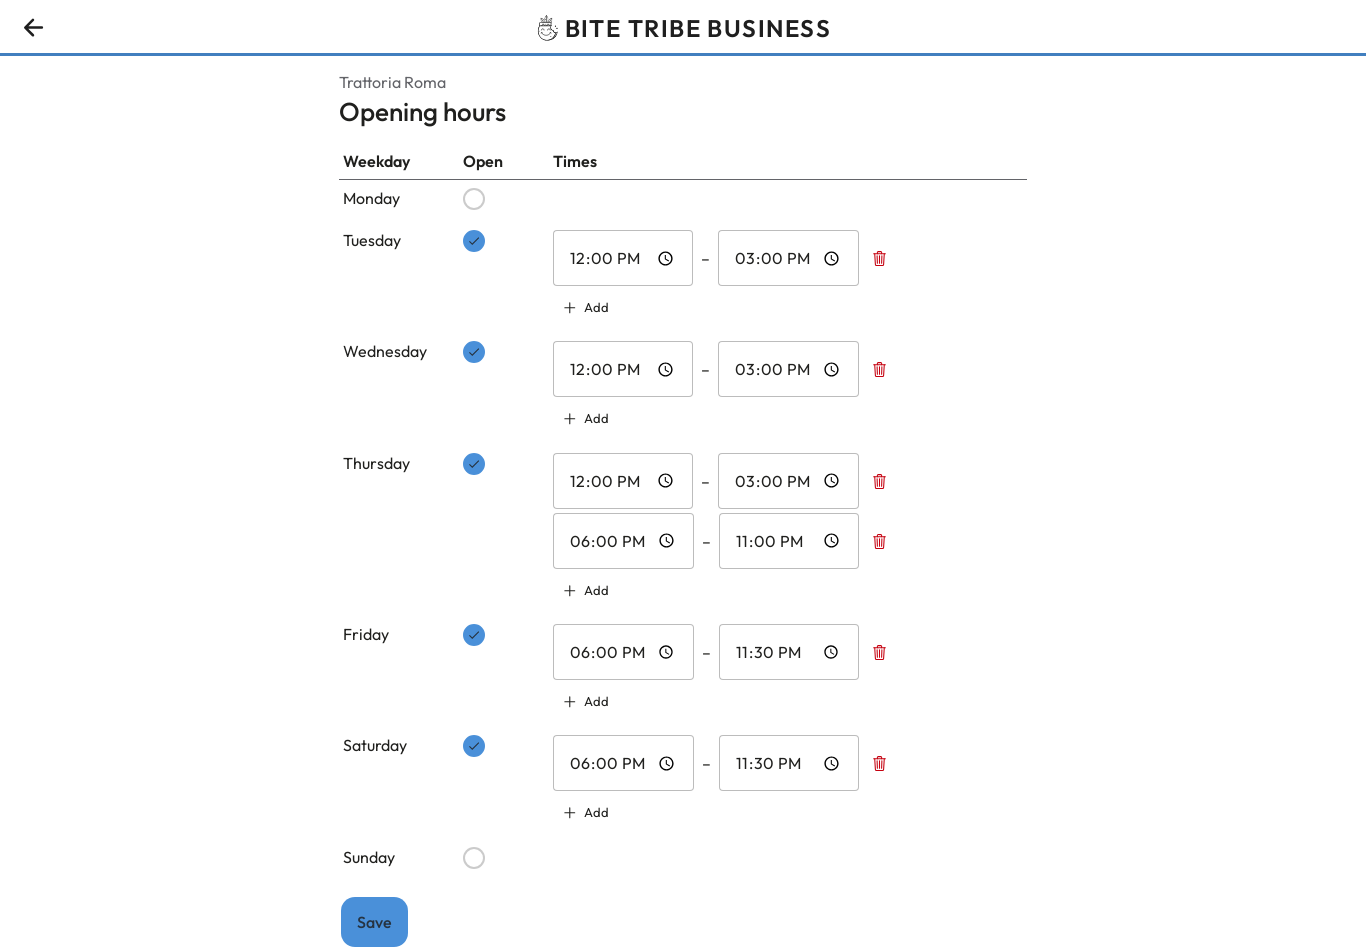 BITE TRIBE BUSINESS
Trattoria Roma
Opening hours
Weekday Open Times
Monday
Tuesday 12:00 PM – 03:00 PM
+ Add
Wednesday 12:00 PM – 03:00 PM
+ Add
Thursday 12:00 PM – 03:00 PM
06:00 PM – 11:00 PM
+ Add
Friday 06:00 PM – 11:30 PM
+ Add
Saturday 06:00 PM – 11:30 PM
+ Add
Sunday
Save